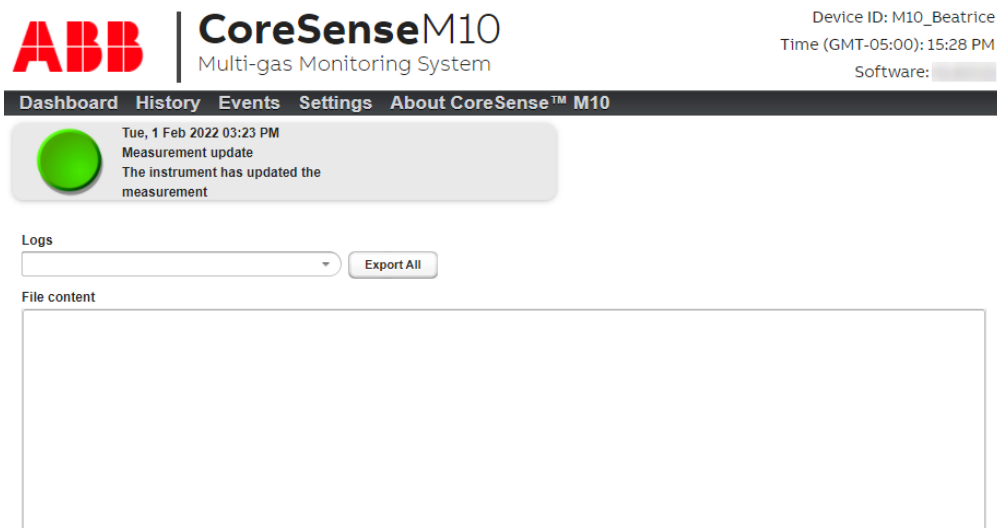 ABB
CoreSenseM10
Multi-gas Monitoring System
Device ID: M10_Beatrice
Time (GMT-05:00): 15:28 PM
Software:
Dashboard History Events Settings About CoreSense™ M10
Tue, 1 Feb 2022 03:23 PM
Measurement update
The instrument has updated the
measurement
Logs
Export All
File content